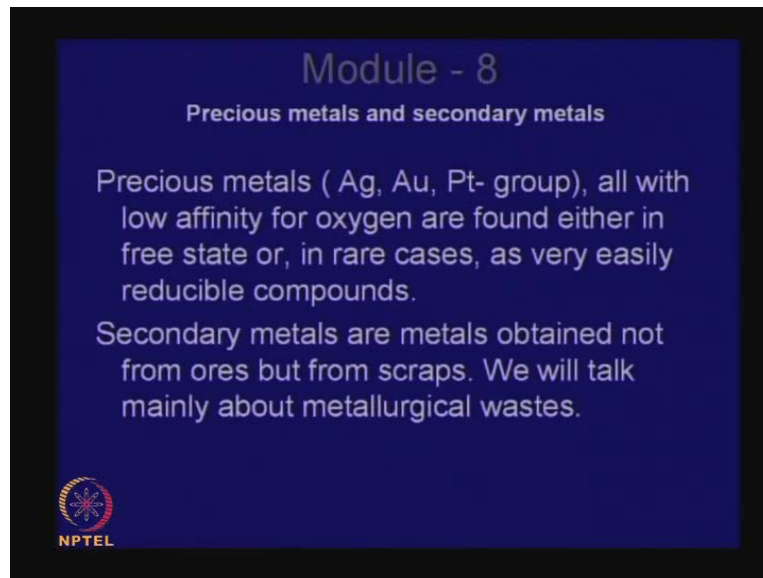 Module - 8
Precious metals and secondary metals
Precious metals ( Ag, Au, Pt- group), all with
low affinity for oxygen are found either in
free state or, in rare cases, as very easily
reducible compounds.
Secondary metals are metals obtained not
from ores but from scraps. We will talk
mainly about metallurgical wastes.
NPTEL